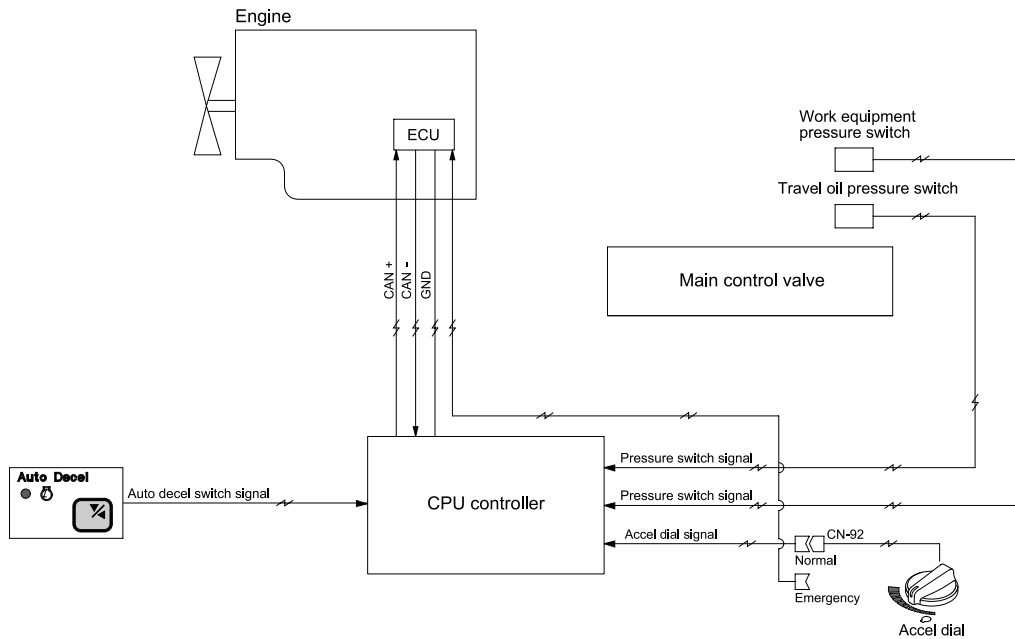 Engine
ECU
Work equipment
pressure switch
Travel oil pressure switch
Main control valve
CAN +
CAN -
GND
Auto Decel
Auto decel switch signal
CPU controller
Pressure switch signal
Pressure switch signal
Accel dial signal
CN-92
Normal
Emergency
Accel dial